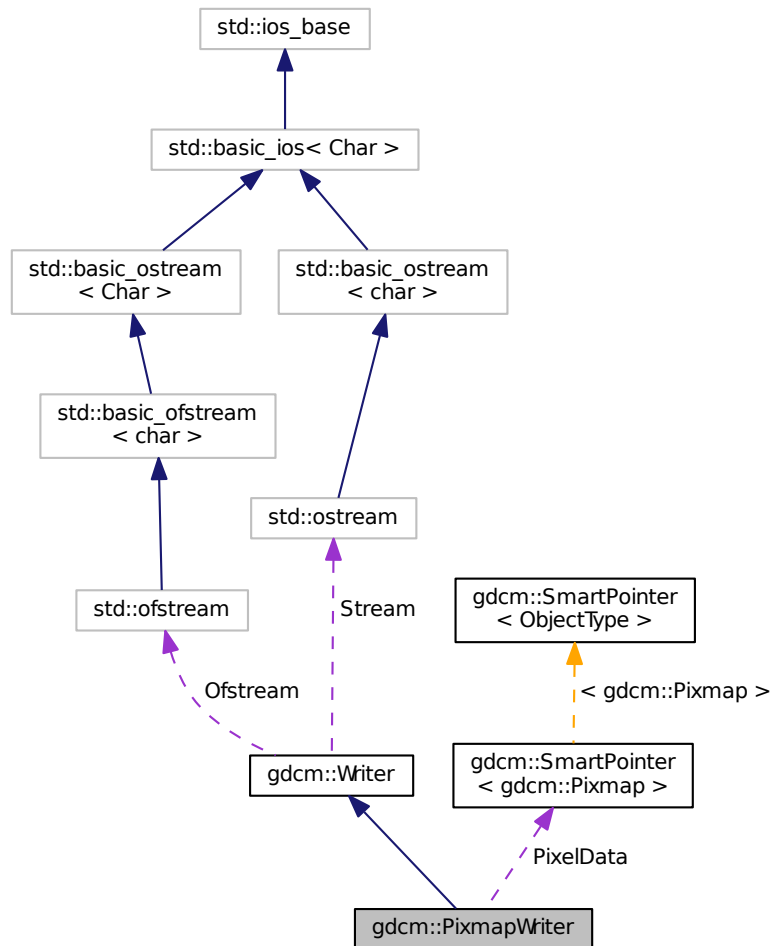 std::ios_base
std::basic_ios< Char >
std::basic_ostream
< Char >
std::basic_ostream
< char >
std::basic_ofstream
< char >
std::ostream
std::ofstream
Stream
gdcm::SmartPointer
< ObjectType >
Ofstream
< gdcm::Pixmap >
gdcm::Writer
gdcm::SmartPointer
< gdcm::Pixmap >
PixelData
gdcm::PixmapWriter